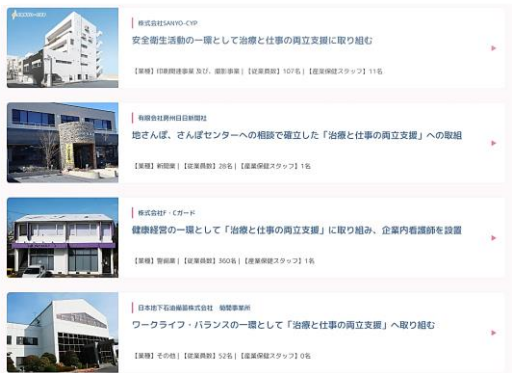 株式会社SANYO-CYP
安全衛生活動の一環として治療と仕事の両立支援に取り組む
【業種】印刷関連事業 及び、撮影事業 | 【従業員数】107名 | 【産業保健スタッフ】11名
有限会社房州日日新聞社
地さんぽ、さんぽセンターへの相談で確立した「治療と仕事の両立支援」への取組
【業種】新聞業 | 【従業員数】28名 | 【産業保健スタッフ】1名
株式会社F・Cガード
健康経営の一環として「治療と仕事の両立支援」に取り組み、企業内看護師を設置
【業種】警備業 | 【従業員数】360名 | 【産業保健スタッフ】1名
日本地下石油備蓄株式会社 菊間事業所
ワークライフ・バランスの一環として「治療と仕事の両立支援」へ取り組む
【業種】その他 | 【従業員数】52名 | 【産業保健スタッフ】0名